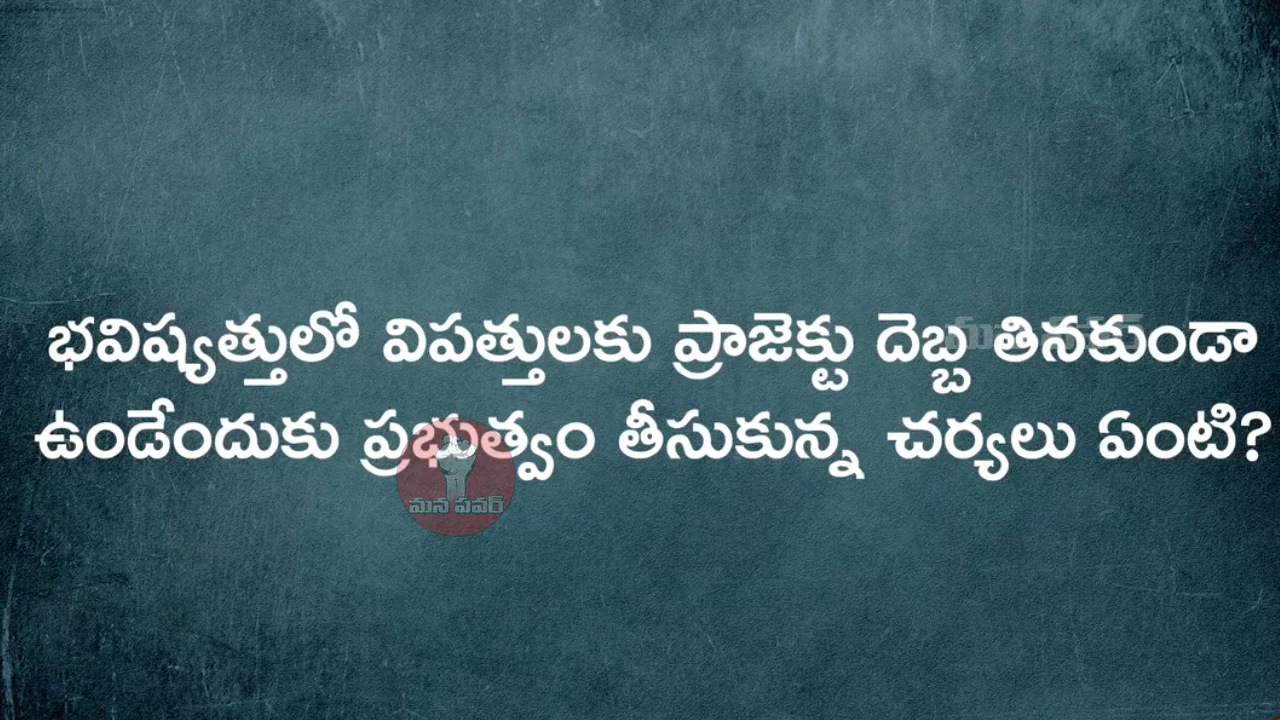 భవిష్యత్తులో విపత్తులకు ప్రాజెక్టు దెబ్బ తినకుండా
ఉండేందుకు ప్రభుత్వం తీసుకున్న చర్యలు ఏంటి?
మన పవర్